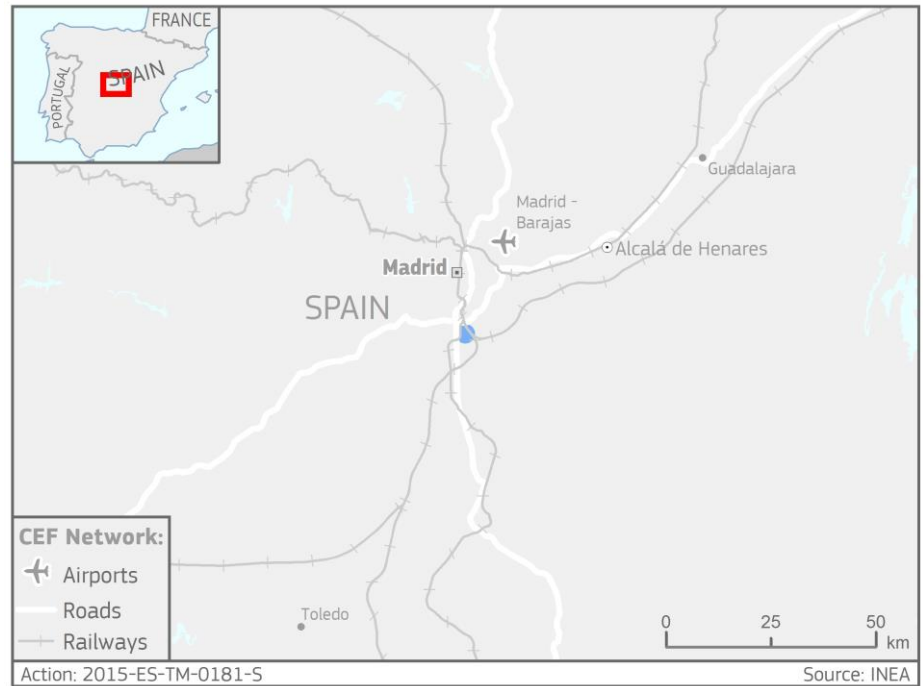 FRANCE
SPAIN
PORTUGAL
Guadalajara
Madrid -
Barajas
Alcalá de Henares
Madrid
SPAIN
CEF Network:
Airports
Roads
Railways
Toledo
0 25 50
km
Action: 2015-ES-TM-0181-S
Source: INEA